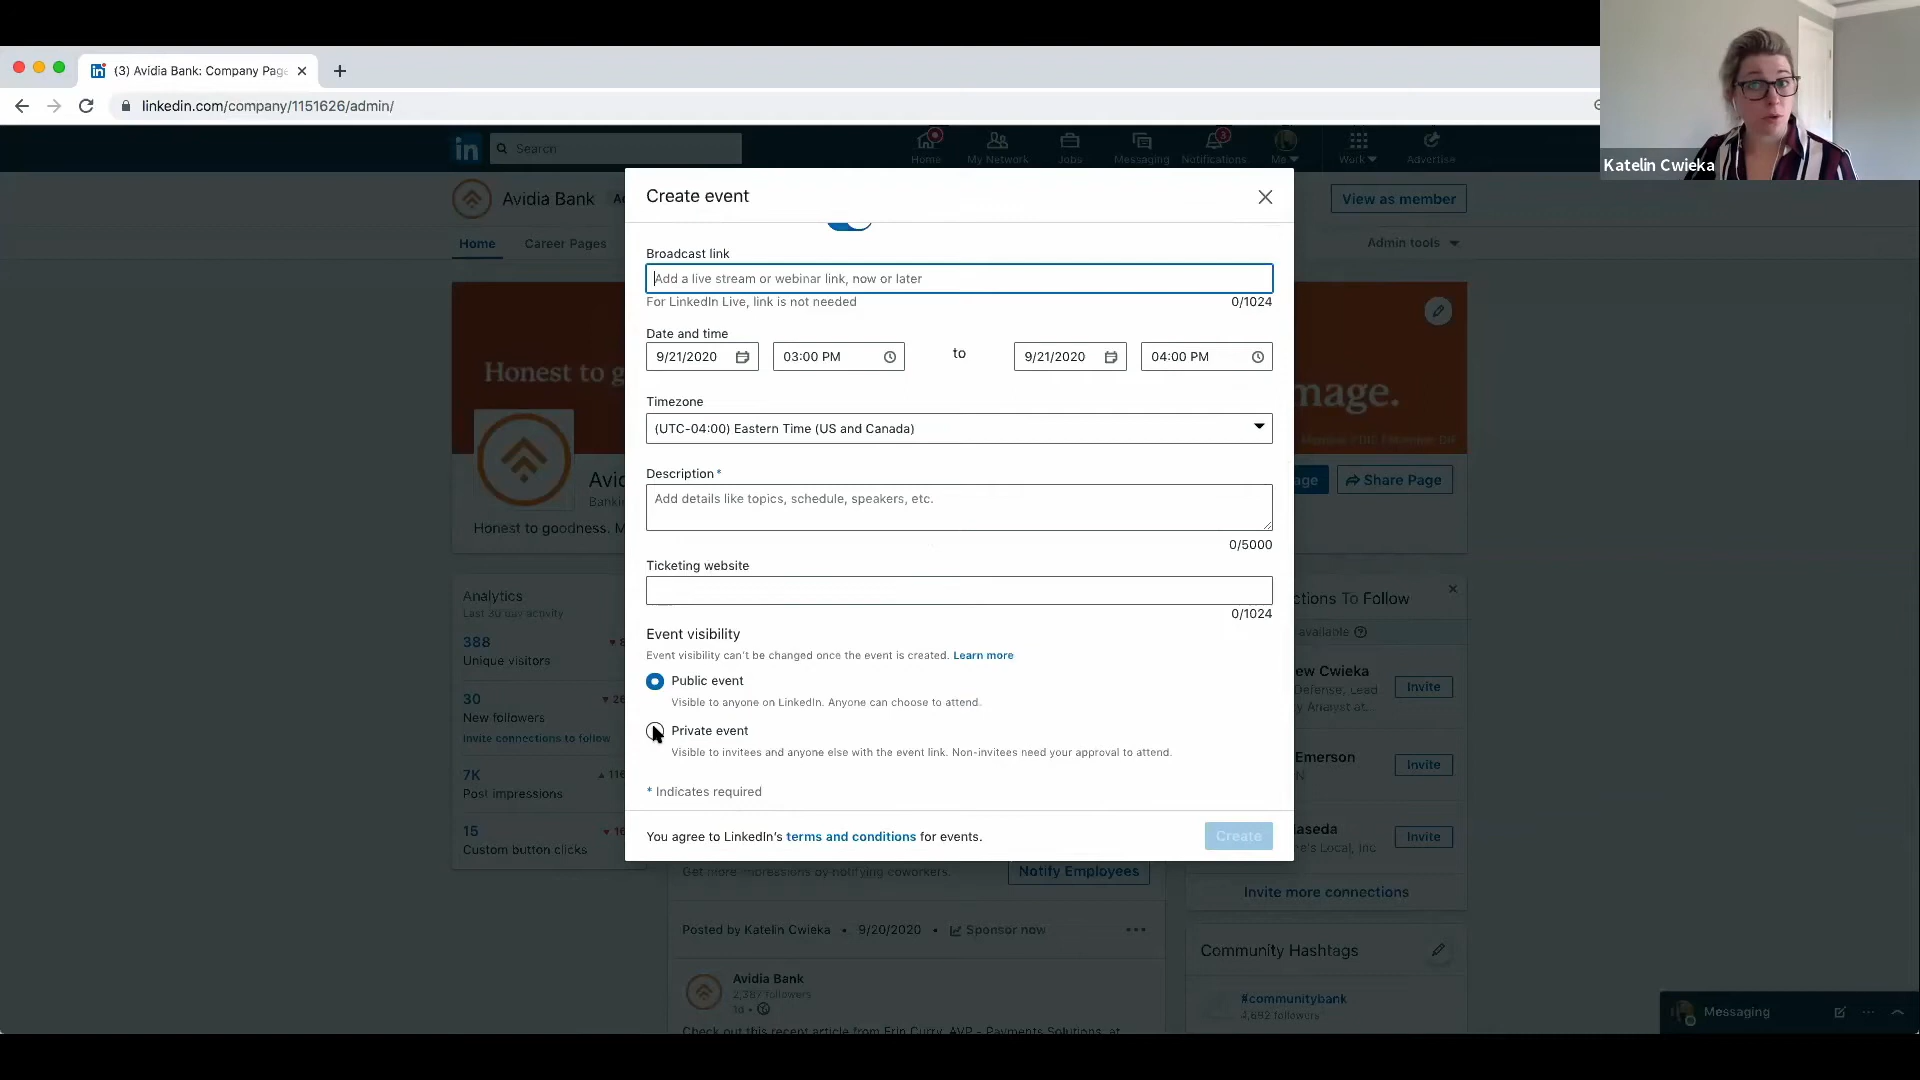 (3) Avidia Bank: Company Page
linkedin.com/company/1151626/admin/
Katelin Cwieka
in Search
Home My Network Jobs Messaging Notifications 3 Me Work Advertise
Avidia Bank
View as member
Home Career Pages
Admin tools
Create event
Broadcast link
Add a live stream or webinar link, now or later
For LinkedIn Live, link is not needed 0/1024
Date and time
9/21/2020 03:00 PM to 9/21/2020 04:00 PM
Timezone
(UTC-04:00) Eastern Time (US and Canada)
Description *
Add details like topics, schedule, speakers, etc.
0/5000
Ticketing website
0/1024
Event visibility
Event visibility can't be changed once the event is created. Learn more
Public event
Visible to anyone on LinkedIn. Anyone can choose to attend.
Private event
Visible to invitees and anyone else with the event link. Non-invitees need your approval to attend.
* Indicates required
You agree to LinkedIn's terms and conditions for events.
Create
Honest to g
mage.
Avid
Banki
Honest to goodness. M
age
Share Page
Analytics
Last 30 day activity
388
Unique visitors
30
New followers
Invite connections to follow
7K
Post impressions
15
Custom button clicks
ctions To Follow
available
ew Cwieka
Defense, Lead
y Analyst at...
Invite
Emerson
N
Invite
aseda
e's Local, Inc
Invite
Invite more connections
Get more impressions by notifying coworkers.
Notify Employees
Posted by Katelin Cwieka • 9/20/2020 • Sponsor now
Avidia Bank
2,387 followers
1d •
Check out this recent article from Erin Curry, AVP - Payments Solutions, at
Community Hashtags
#communitybank
4,692 followers
Messaging